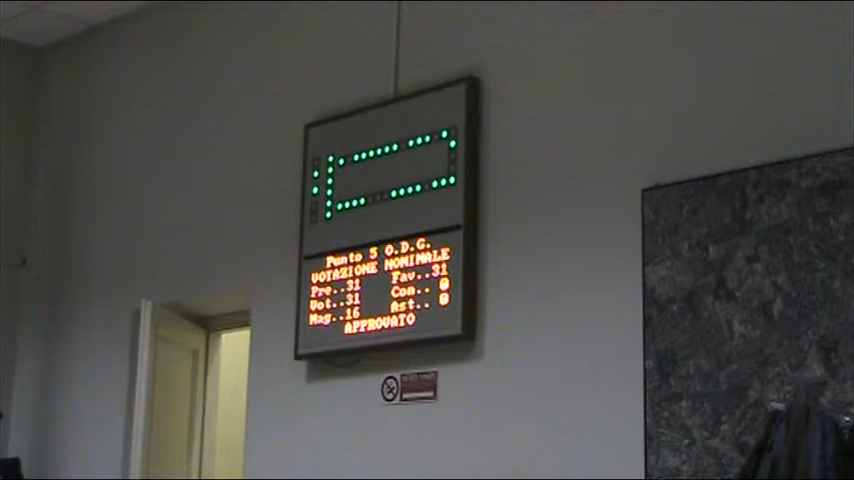 Punto 5 O.D.G.
VOTAZIONE NOMINALE
Pre..31 Fav..31
Vot..31 Con.. 0
Mag..16 Ast.. 0
APPROVATO